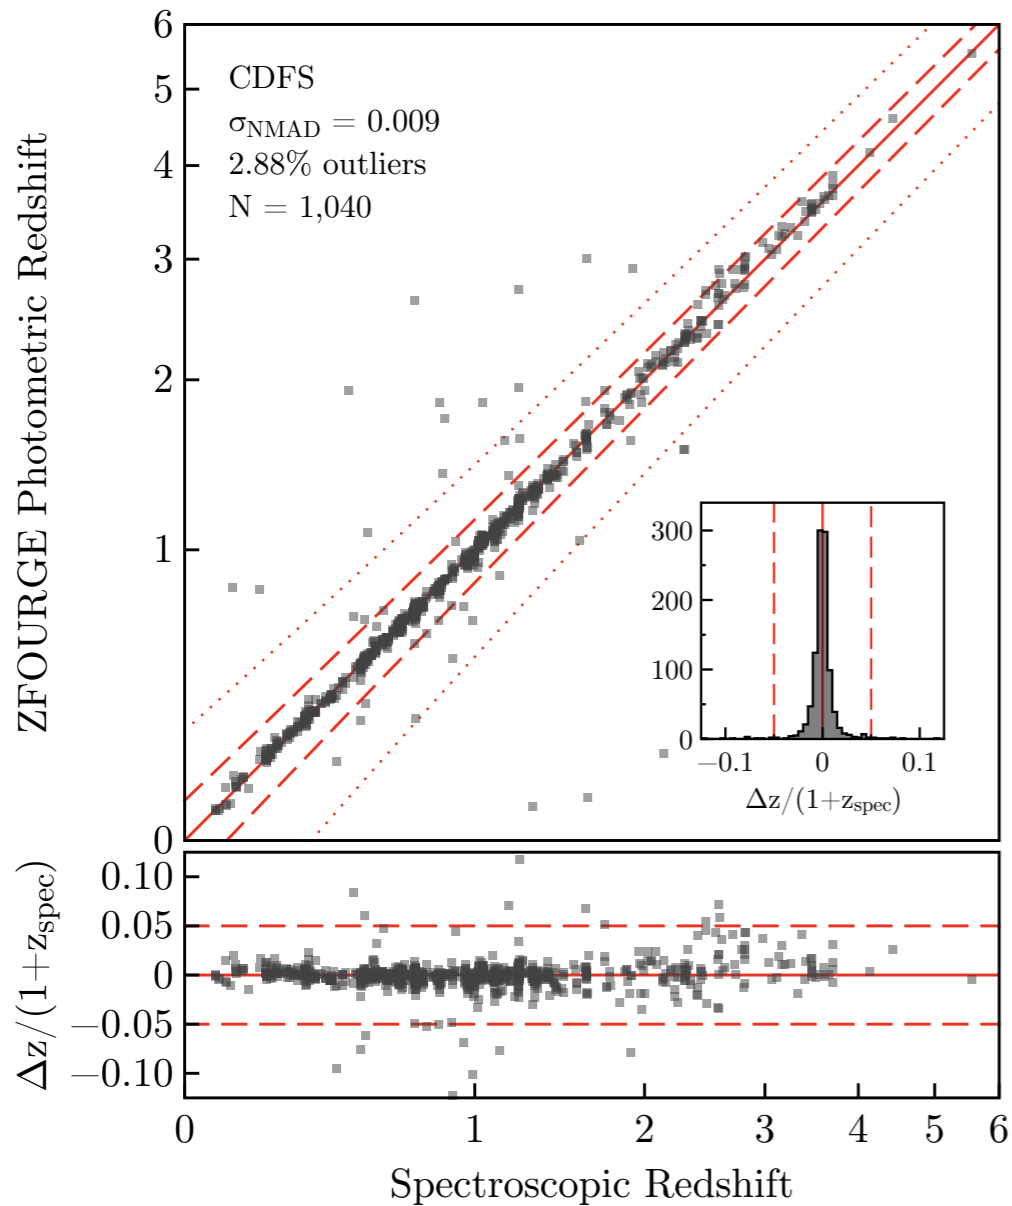 6
5
4
3
2
1
0
ZFOURGE Photometric Redshift
CDFS
σNMAD = 0.009
2.88% outliers
N = 1,040
300
200
100
0
−0.1 0 0.1
Δz/(1+zspec)
0.10
0.05
0
−0.05
−0.10
Δz/(1+zspec)
0 1 2 3 4 5 6
Spectroscopic Redshift